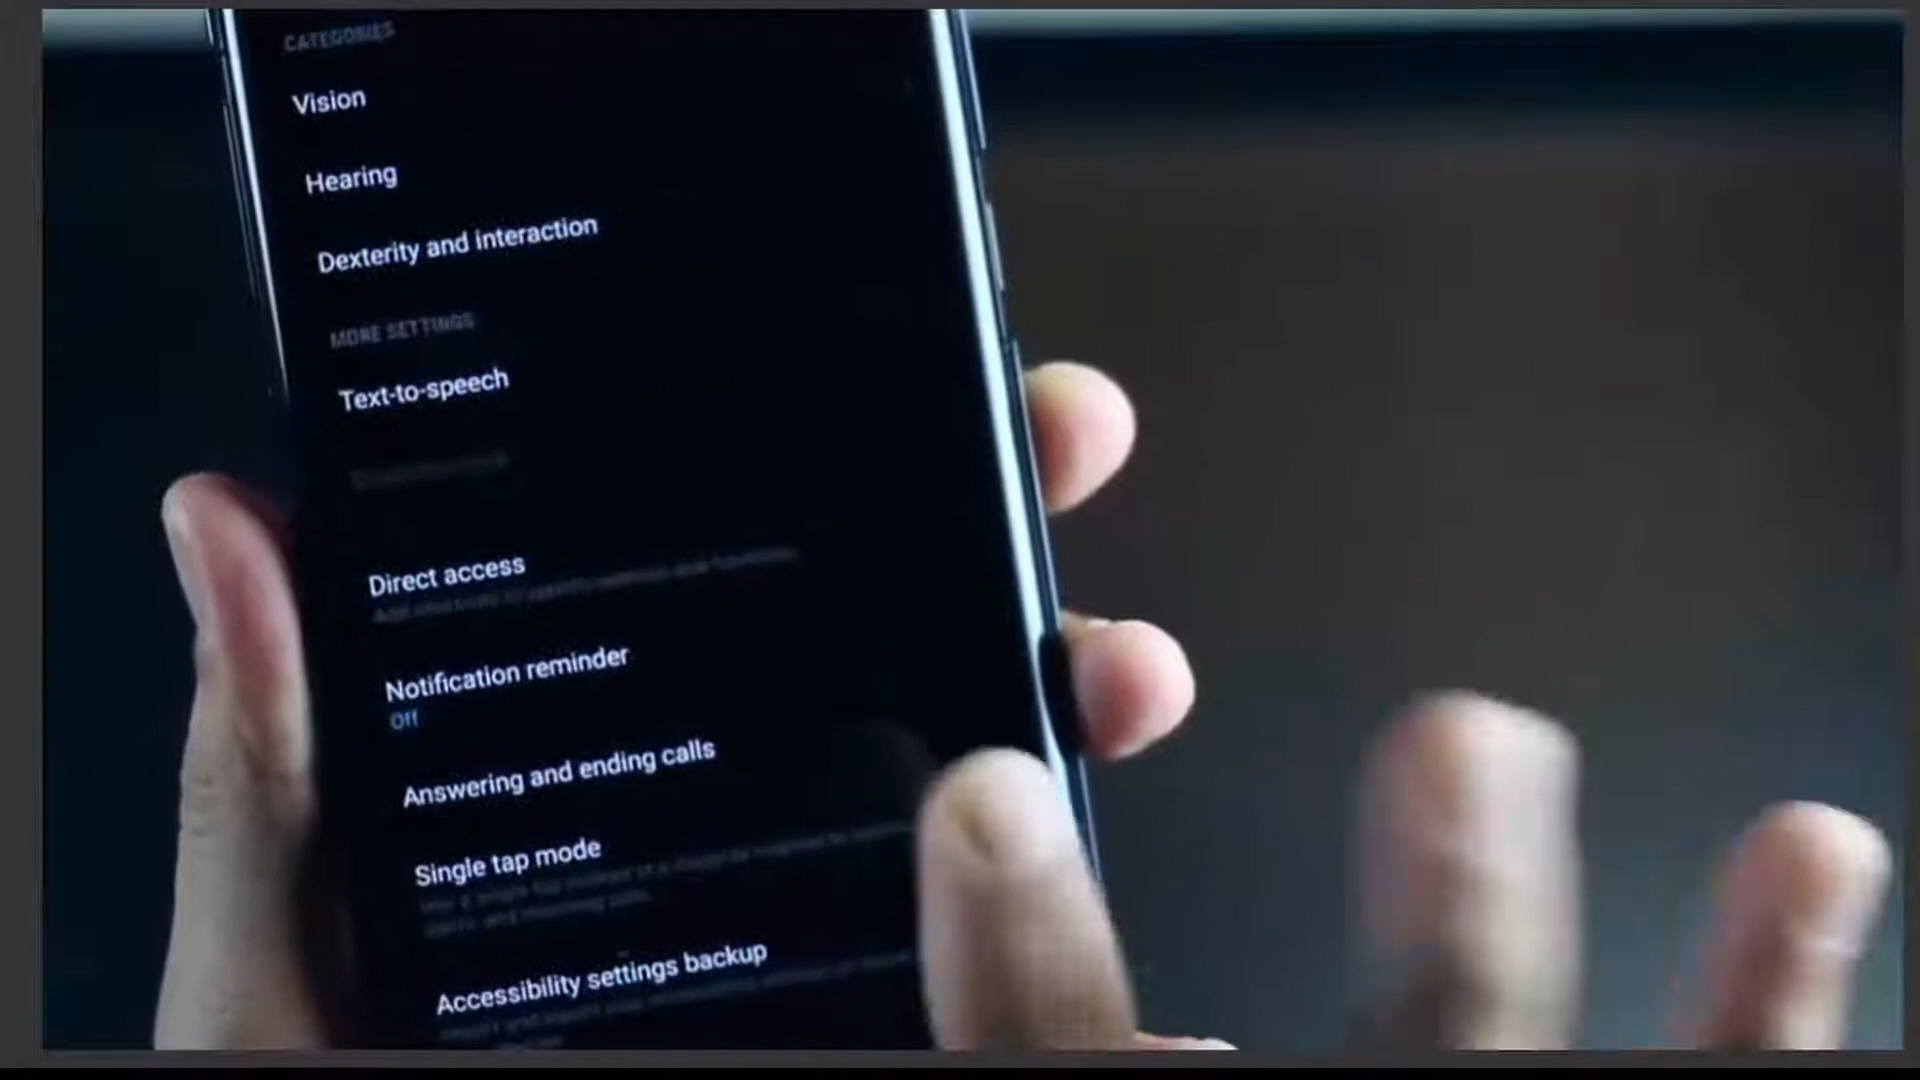 CATEGORIES
Vision
Hearing
Dexterity and interaction
MORE SETTINGS
Text-to-speech
Direct access
Notification reminder
Off
Answering and ending calls
Single tap mode
Accessibility settings backup